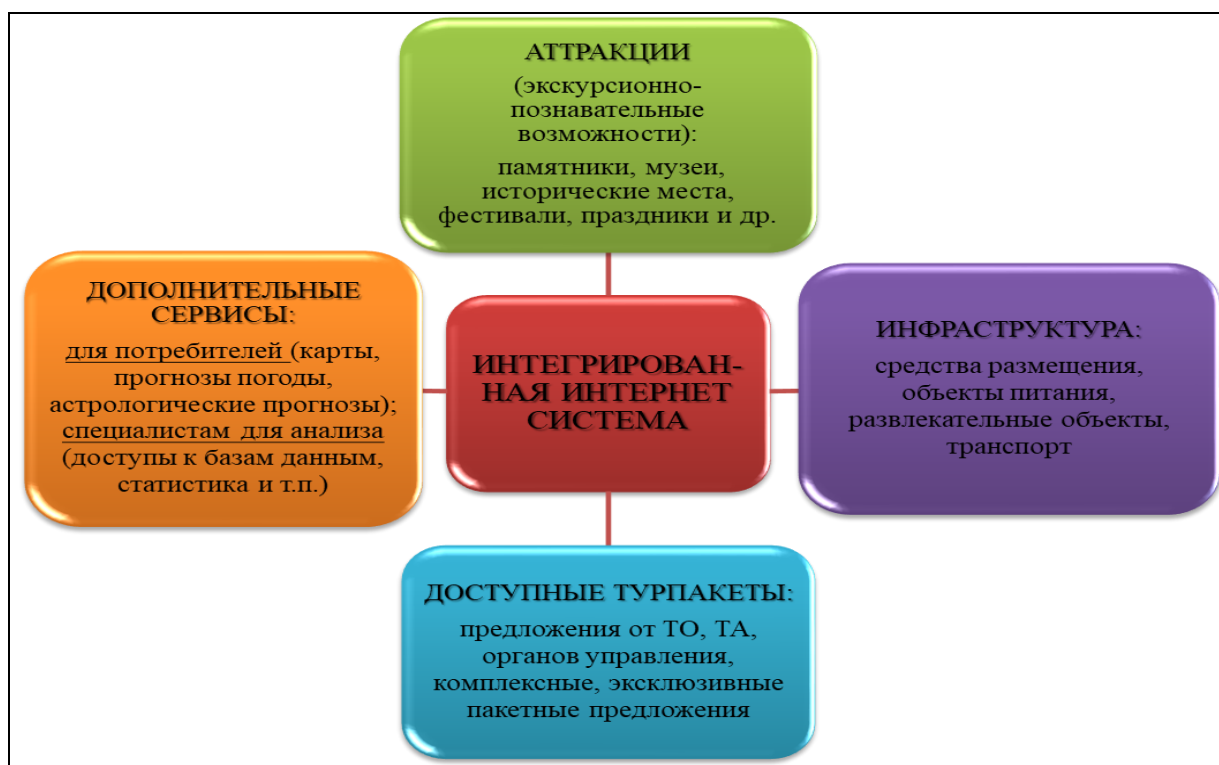 АТТРАКЦИИ
(экскурсионно-
познавательные
возможности):
памятники, музеи,
исторические места,
фестивали, праздники и др.
ДОПОЛНИТЕЛЬНЫЕ
СЕРВИСЫ:
для потребителей (карты,
прогнозы погоды,
астрологические прогнозы);
специалистам для анализа
(доступы к базам данным,
статистика и т.п.)
ИНТЕГРИРОВАН-
НАЯ ИНТЕРНЕТ
СИСТЕМА
ИНФРАСТРУКТУРА:
средства размещения,
объекты питания,
развлекательные объекты,
транспорт
ДОСТУПНЫЕ ТУРПАКЕТЫ:
предложения от ТО, ТА,
органов управления,
комплексные, эксклюзивные
пакетные предложения